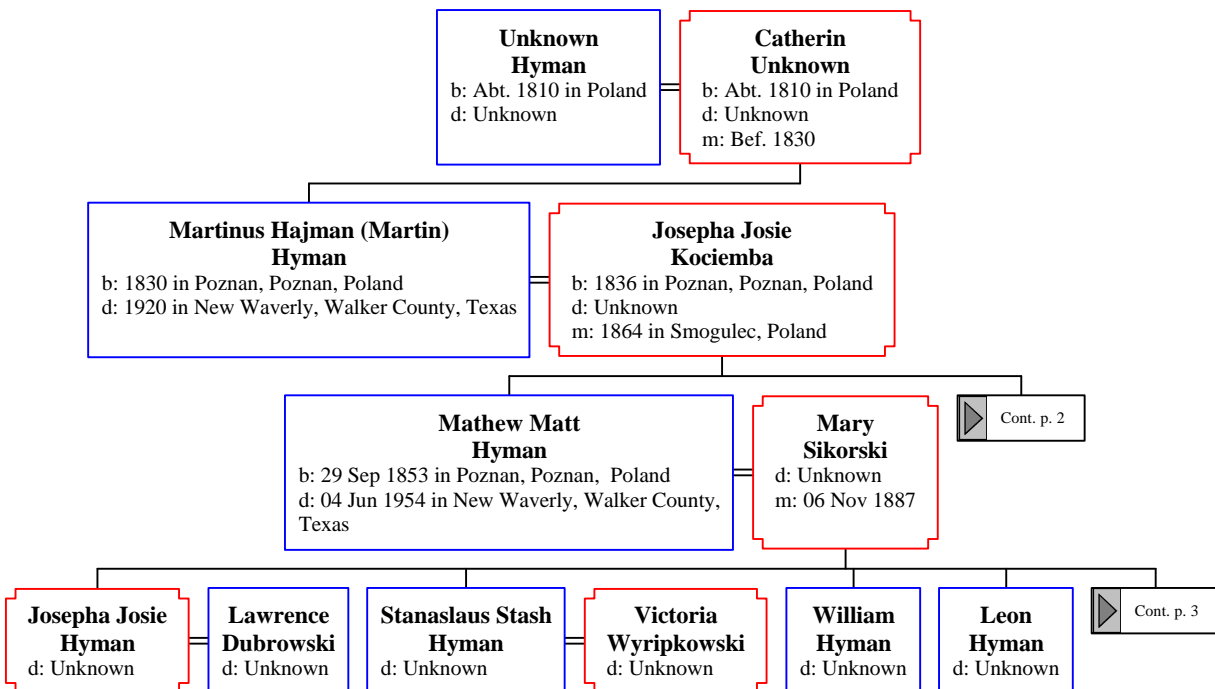 Unknown
Hyman
b: Abt. 1810 in Poland
d: Unknown
Catherin
Unknown
b: Abt. 1810 in Poland
d: Unknown
m: Bef. 1830
Martinus Hajman (Martin)
Hyman
b: 1830 in Poznan, Poznan, Poland
d: 1920 in New Waverly, Walker County, Texas
Josepha Josie
Kociemba
b: 1836 in Poznan, Poznan, Poland
d: Unknown
m: 1864 in Smogulec, Poland
Mathew Matt
Hyman
b: 29 Sep 1853 in Poznan, Poznan,  Poland
d: 04 Jun 1954 in New Waverly, Walker County,
Texas
Mary
Sikorski
d: Unknown
m: 06 Nov 1887
Cont. p. 2
Josepha Josie
Hyman
d: Unknown
Lawrence
Dubrowski
d: Unknown
Stanaslaus Stash
Hyman
d: Unknown
Victoria
Wyripkowski
d: Unknown
William
Hyman
d: Unknown
Leon
Hyman
d: Unknown
Cont. p. 3